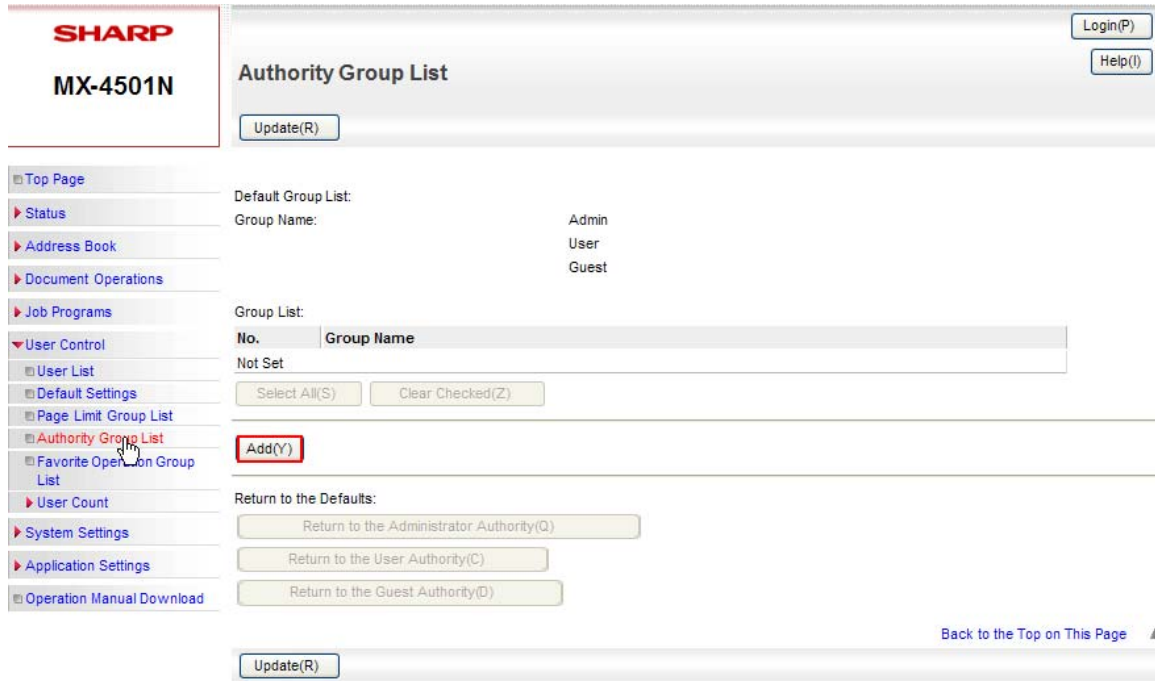 SHARP
MX-4501N
Login(P)
Help(I)
Authority Group List
Update(R)
Top Page
Status
Address Book
Document Operations
Job Programs
User Control
User List
Default Settings
Page Limit Group List
Authority Group List
Favorite Operation Group
List
User Count
System Settings
Application Settings
Operation Manual Download
Default Group List:
Group Name: Admin
User
Guest
Group List:
No. Group Name
Not Set
Select All(S) Clear Checked(Z)
Add(Y)
Return to the Defaults:
Return to the Administrator Authority(Q)
Return to the User Authority(C)
Return to the Guest Authority(D)
Back to the Top on This Page
Update(R)